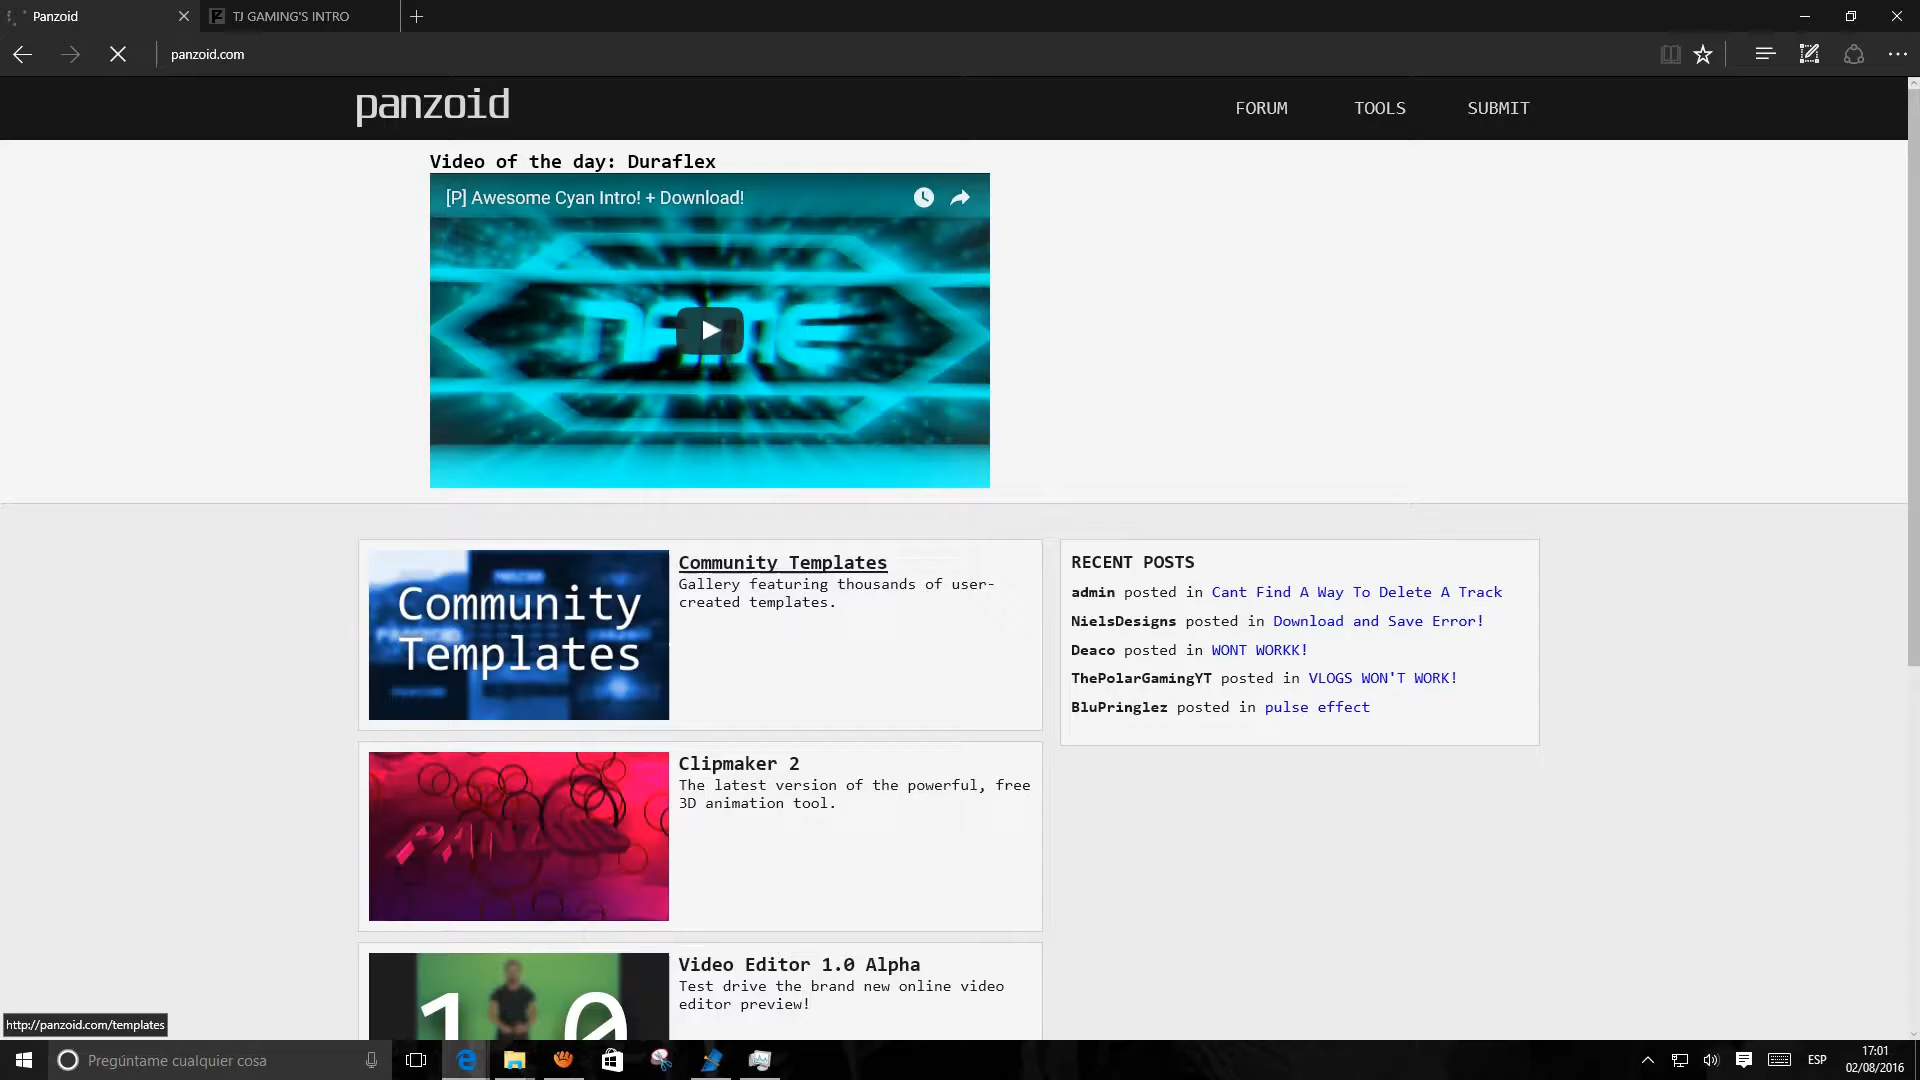 Panzoid
TJ GAMING'S INTRO
panzoid.com
panzoid
FORUM
TOOLS
SUBMIT
Video of the day: Duraflex
[P] Awesome Cyan Intro! + Download!
NAME
Community
Templates
Community Templates
Gallery featuring thousands of user-
created templates.
RECENT POSTS
admin posted in Cant Find A Way To Delete A Track
NielsDesigns posted in Download and Save Error!
Deaco posted in WONT WORKK!
ThePolarGamingYT posted in VLOGS WON'T WORK!
BluPringlez posted in pulse effect
Clipmaker 2
The latest version of the powerful, free
3D animation tool.
Video Editor 1.0 Alpha
Test drive the brand new online video
editor preview!
1.0
http://panzoid.com/templates
Pregúntame cualquier cosa
ESP
17:01
02/08/2016